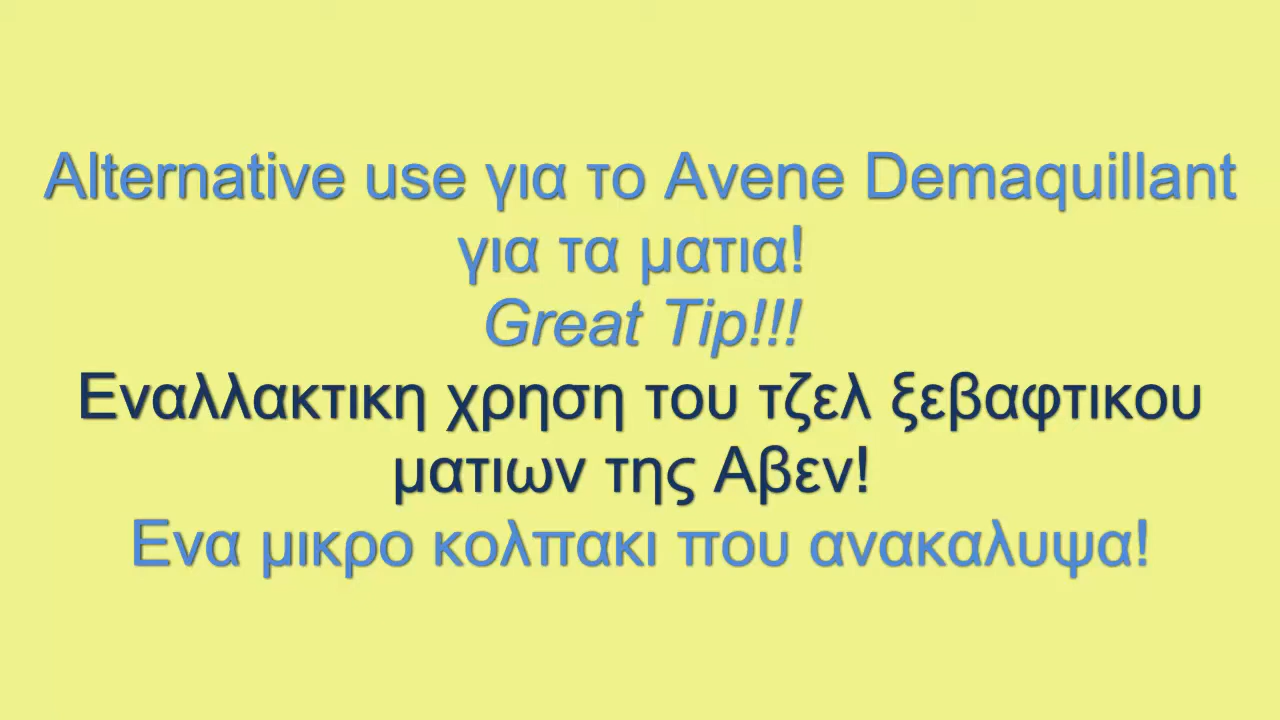 Alternative use για το Avene Demaquillant
για τα ματια!
Great Tip!!!
Εναλλακτικη χρηση του τζελ ξεβαφτικου
ματιων της Αβεν!
Ενα μικρο κολπακι που ανακαλυψα!